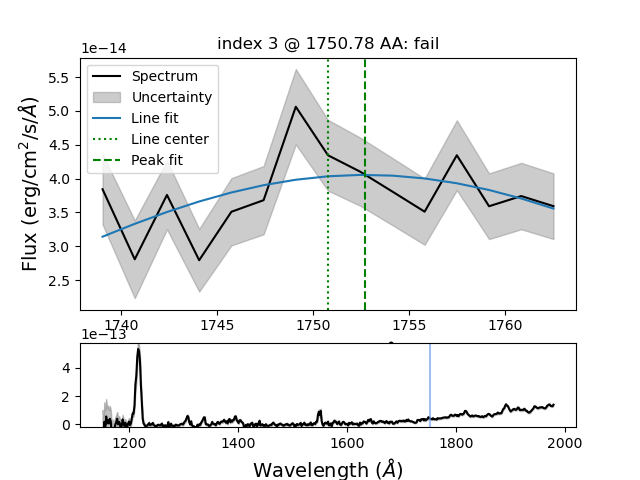 index 3 @ 1750.78 AA: fail
1e−14
Flux (erg/cm²/s/Å)
5.5
5.0
4.5
4.0
3.5
3.0
2.5
Spectrum
Uncertainty
Line fit
Line center
Peak fit
1740 1745 1750 1755 1760
1e−13
4
2
0
1200 1400 1600 1800 2000
Wavelength (Å)